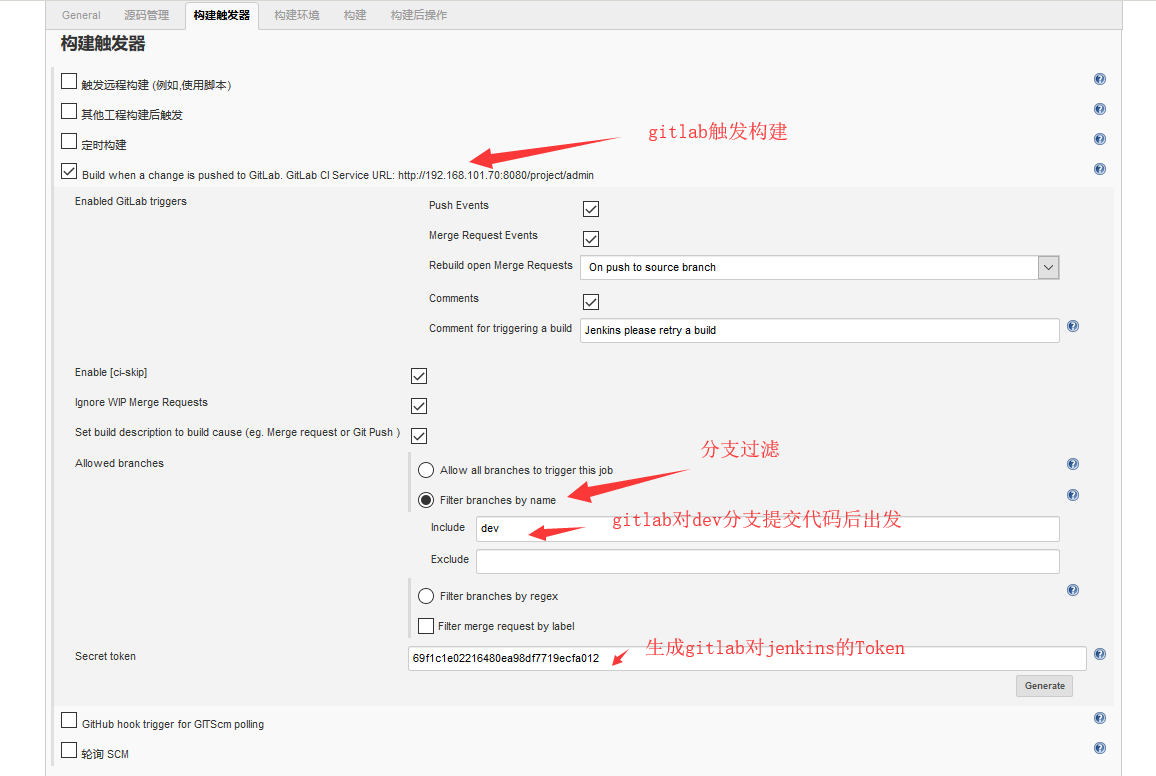 General 源码管理 构建触发器 构建环境 构建 构建后操作
构建触发器
触发远程构建 (例如,使用脚本)
其他工程构建后触发
gitlab触发构建
定时构建
Build when a change is pushed to GitLab. GitLab CI Service URL: http://192.168.101.70:8080/project/admin
Enabled GitLab triggers
Push Events
Merge Request Events
Rebuild open Merge Requests On push to source branch
Comments
Comment for triggering a build Jenkins please retry a build
Enable [ci-skip]
Ignore WIP Merge Requests
Set build description to build cause (eg. Merge request or Git Push )
分支过滤
Allowed branches
Allow all branches to trigger this job
Filter branches by name
Include dev gitlab对dev分支提交代码后出发
Exclude
Filter branches by regex
Filter merge request by label
Secret token 69f1c1e02216480ea98df7719ecfa012 生成gitlab对jenkins的Token
Generate
GitHub hook trigger for GITScm polling
轮询 SCM